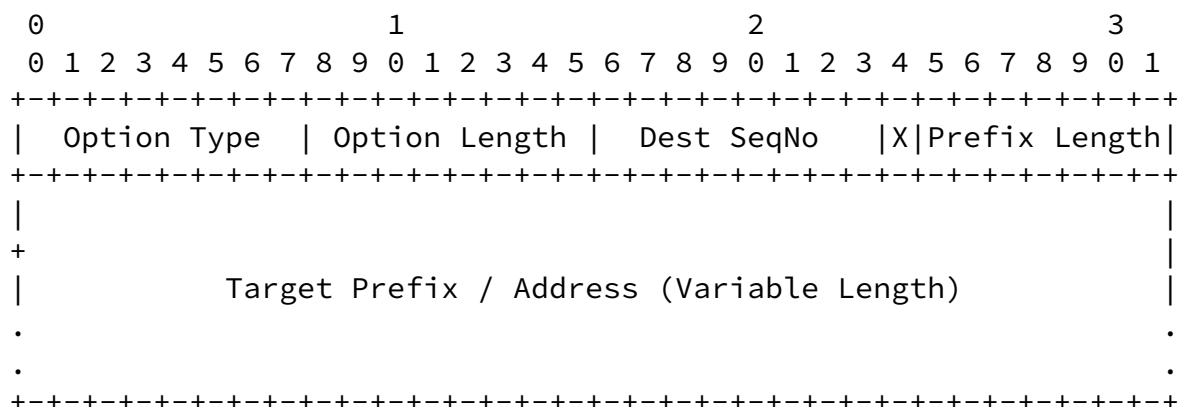 0                   1                   2                   3
 0 1 2 3 4 5 6 7 8 9 0 1 2 3 4 5 6 7 8 9 0 1 2 3 4 5 6 7 8 9 0 1
+-+-+-+-+-+-+-+-+-+-+-+-+-+-+-+-+-+-+-+-+-+-+-+-+-+-+-+-+-+-+-+-+
|  Option Type  | Option Length |  Dest SeqNo   |X|Prefix Length|
+-+-+-+-+-+-+-+-+-+-+-+-+-+-+-+-+-+-+-+-+-+-+-+-+-+-+-+-+-+-+-+-+
|                                                               |
+                                                               |
|           Target Prefix / Address (Variable Length)           |
.                                                               .
.                                                               .
+-+-+-+-+-+-+-+-+-+-+-+-+-+-+-+-+-+-+-+-+-+-+-+-+-+-+-+-+-+-+-+-+